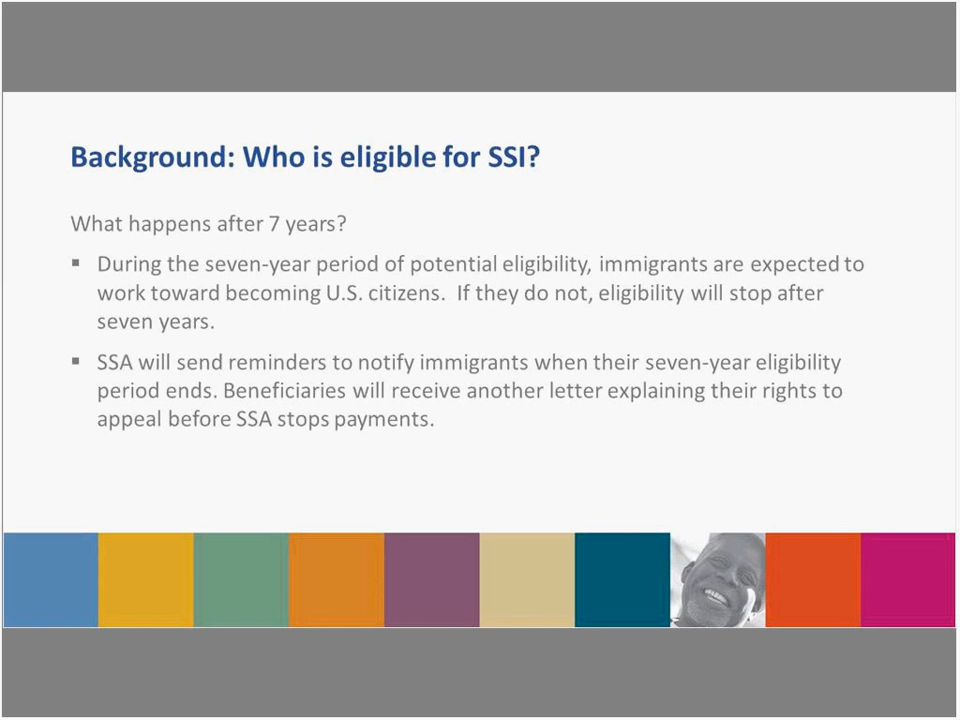 Background: Who is eligible for SSI?
What happens after 7 years?
▪ During the seven-year period of potential eligibility, immigrants are expected to
work toward becoming U.S. citizens.  If they do not, eligibility will stop after
seven years.
▪ SSA will send reminders to notify immigrants when their seven-year eligibility
period ends. Beneficiaries will receive another letter explaining their rights to
appeal before SSA stops payments.